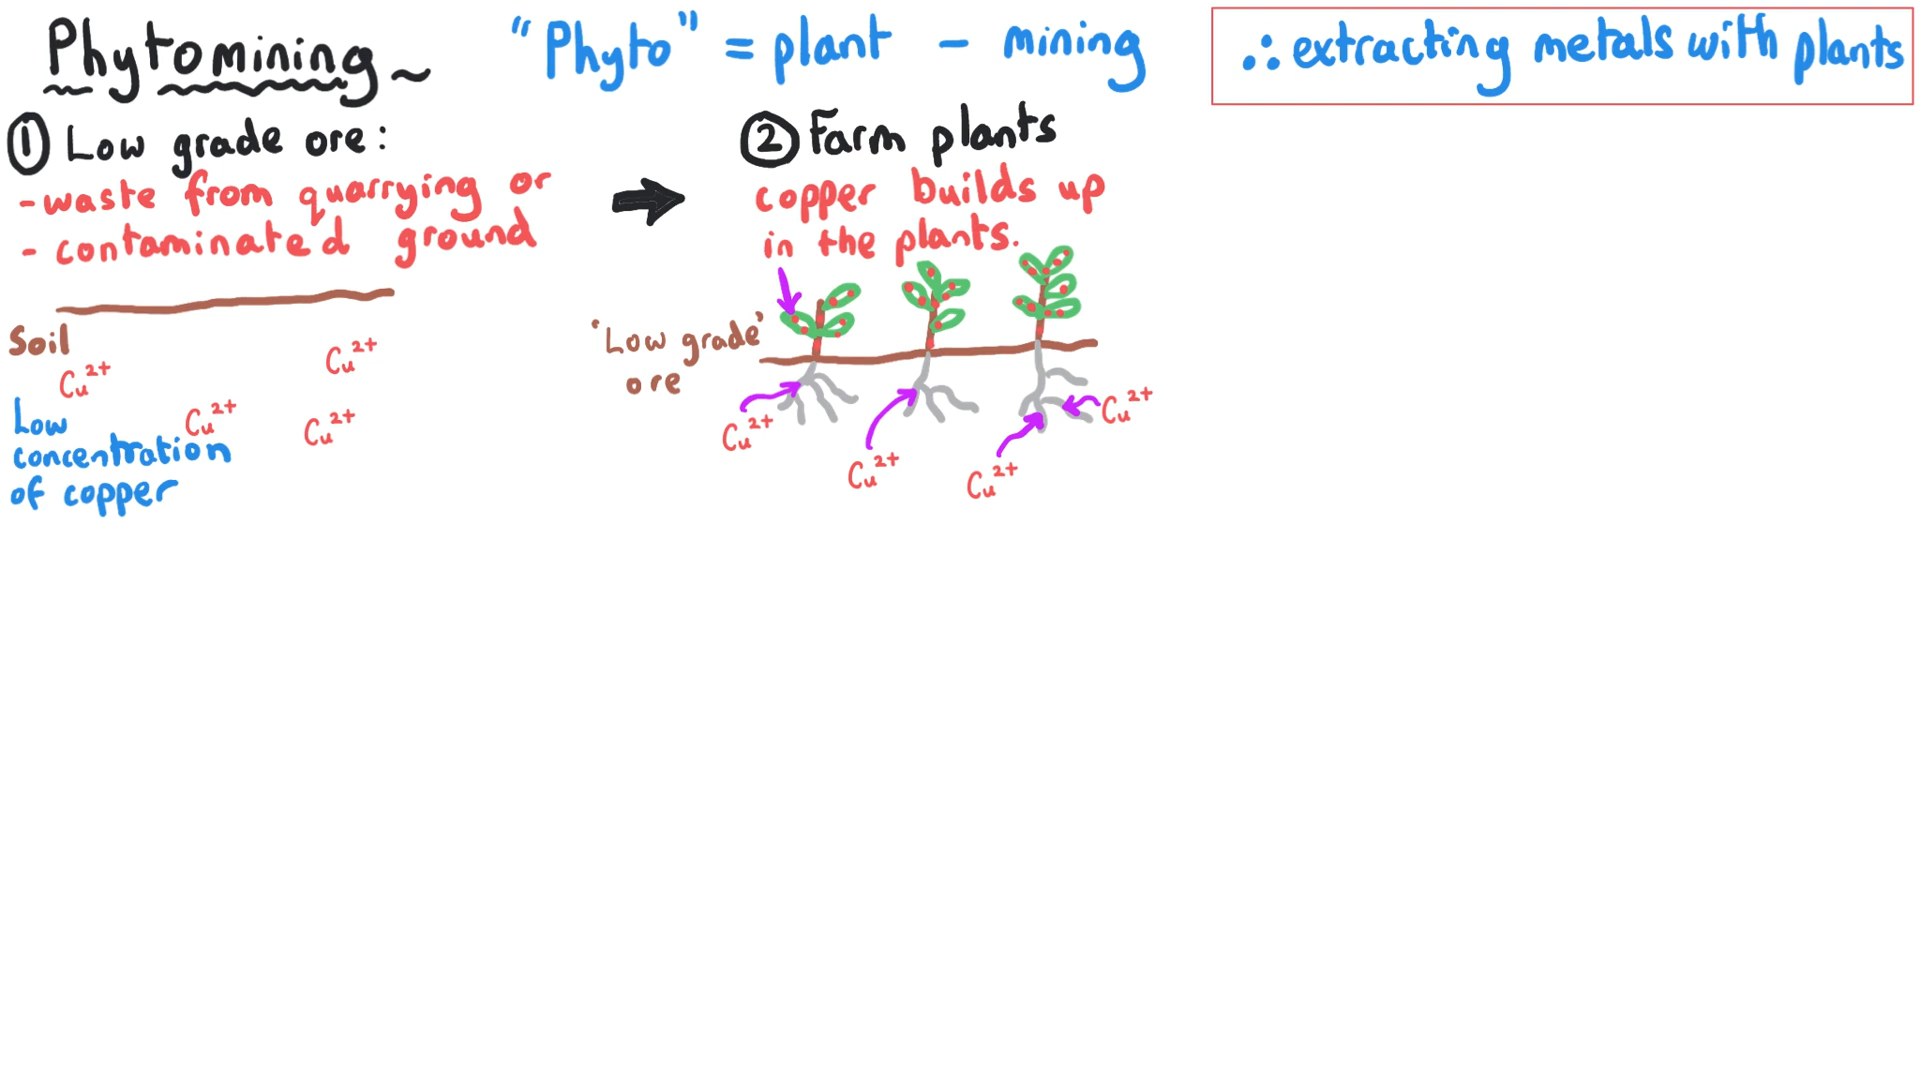 Phytomining ~
"Phyto" = plant - mining
∴ extracting metals with plants
① Low grade ore:
- waste from quarrying or
- contaminated ground
Soil
Cu²⁺
Cu²⁺
Cu²⁺
Cu²⁺
Low
concentration
of copper
② Farm plants
copper builds up
in the plants.
'Low grade'
ore
Cu²⁺
Cu²⁺
Cu²⁺
Cu²⁺